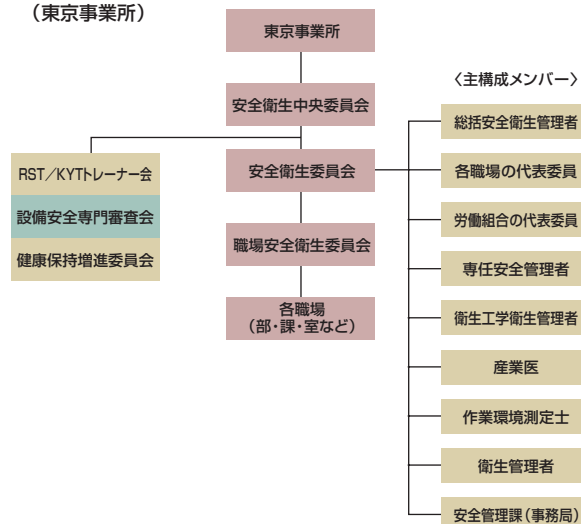 （東京事業所）
東京事業所
安全衛生中央委員会
RST／KYTトレーナー会
設備安全専門審査会
健康保持増進委員会
安全衛生委員会
職場安全衛生委員会
各職場
（部・課・室など）
〈主構成メンバー〉
総括安全衛生管理者
各職場の代表委員
労働組合の代表委員
専任安全管理者
衛生工学衛生管理者
産業医
作業環境測定士
衛生管理者
安全管理課（事務局）